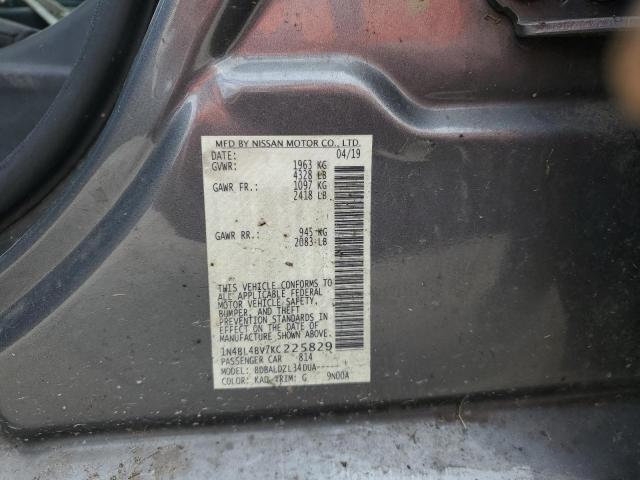 MFD BY NISSAN MOTOR CO., LTD.
DATE: 04/19
GVWR: 1963 KG
4328 LB
GAWR FR.: 1097 KG
2418 LB
GAWR RR.: 945 KG
2083 LB
THIS VEHICLE CONFORMS TO
ALL APPLICABLE FEDERAL
MOTOR VEHICLE SAFETY,
BUMPER, AND THEFT
PREVENTION STANDARDS IN
EFFECT ON THE DATE OF
MANUFACTURE SHOWN ABOVE.
1N4BL4BV7KC225829
PASSENGER CAR 814
MODEL: BDBALDZL34DUA-----
COLOR: KAD TRIM: G 9N00A